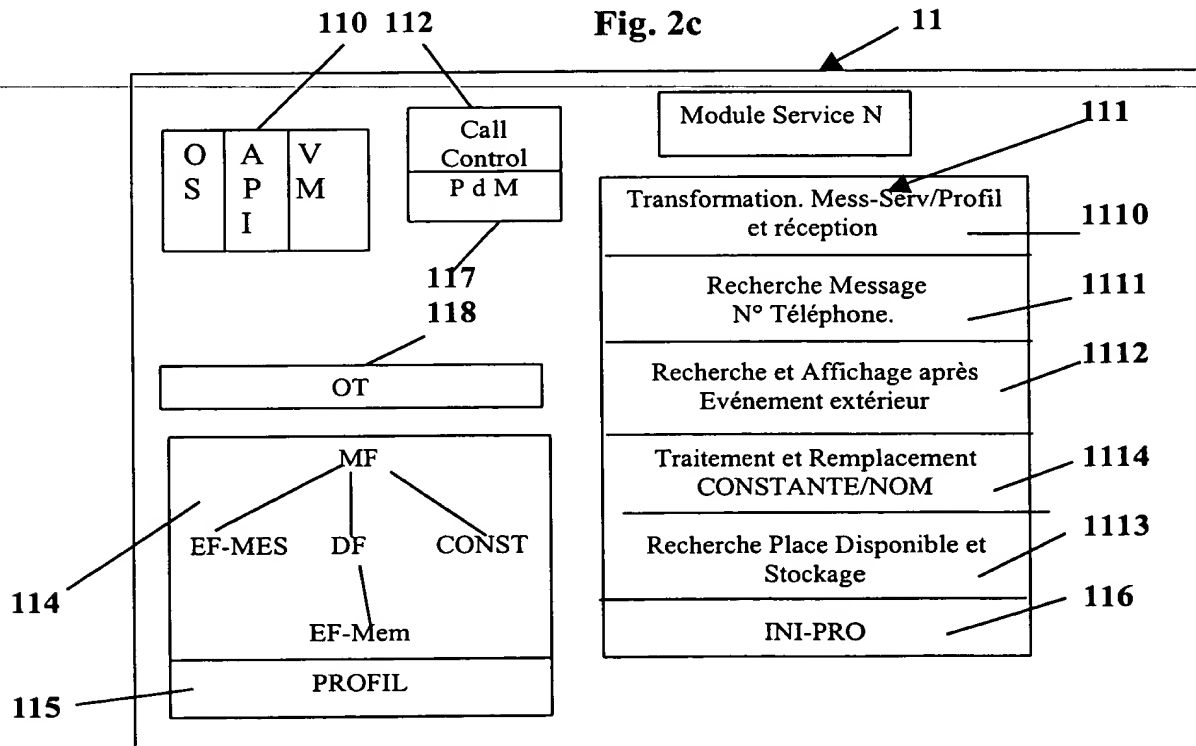 110 112
Fig. 2c
11
Call
Control
P d M
O
S
A
P
I
V
M
117
118
OT
MF
EF-MES DF CONST
EF-Mem
PROFIL
114
115
Module Service N
111
Transformation. Mess-Serv/Profil
et réception
1110
Recherche Message
N° Téléphone.
1111
Recherche et Affichage après
Evénement extérieur
1112
Traitement et Remplacement
CONSTANTE/NOM
1114
Recherche Place Disponible et
Stockage
1113
INI-PRO
116